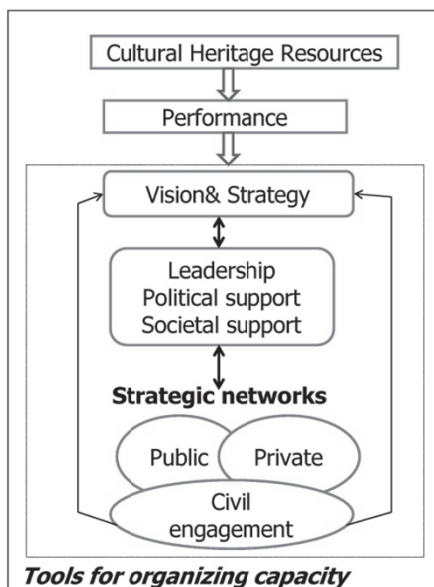 Cultural Heritage Resources
Performance
Vision& Strategy
Leadership
Political support
Societal support
Strategic networks
Public
Private
Civil
engagement
Tools for organizing capacity